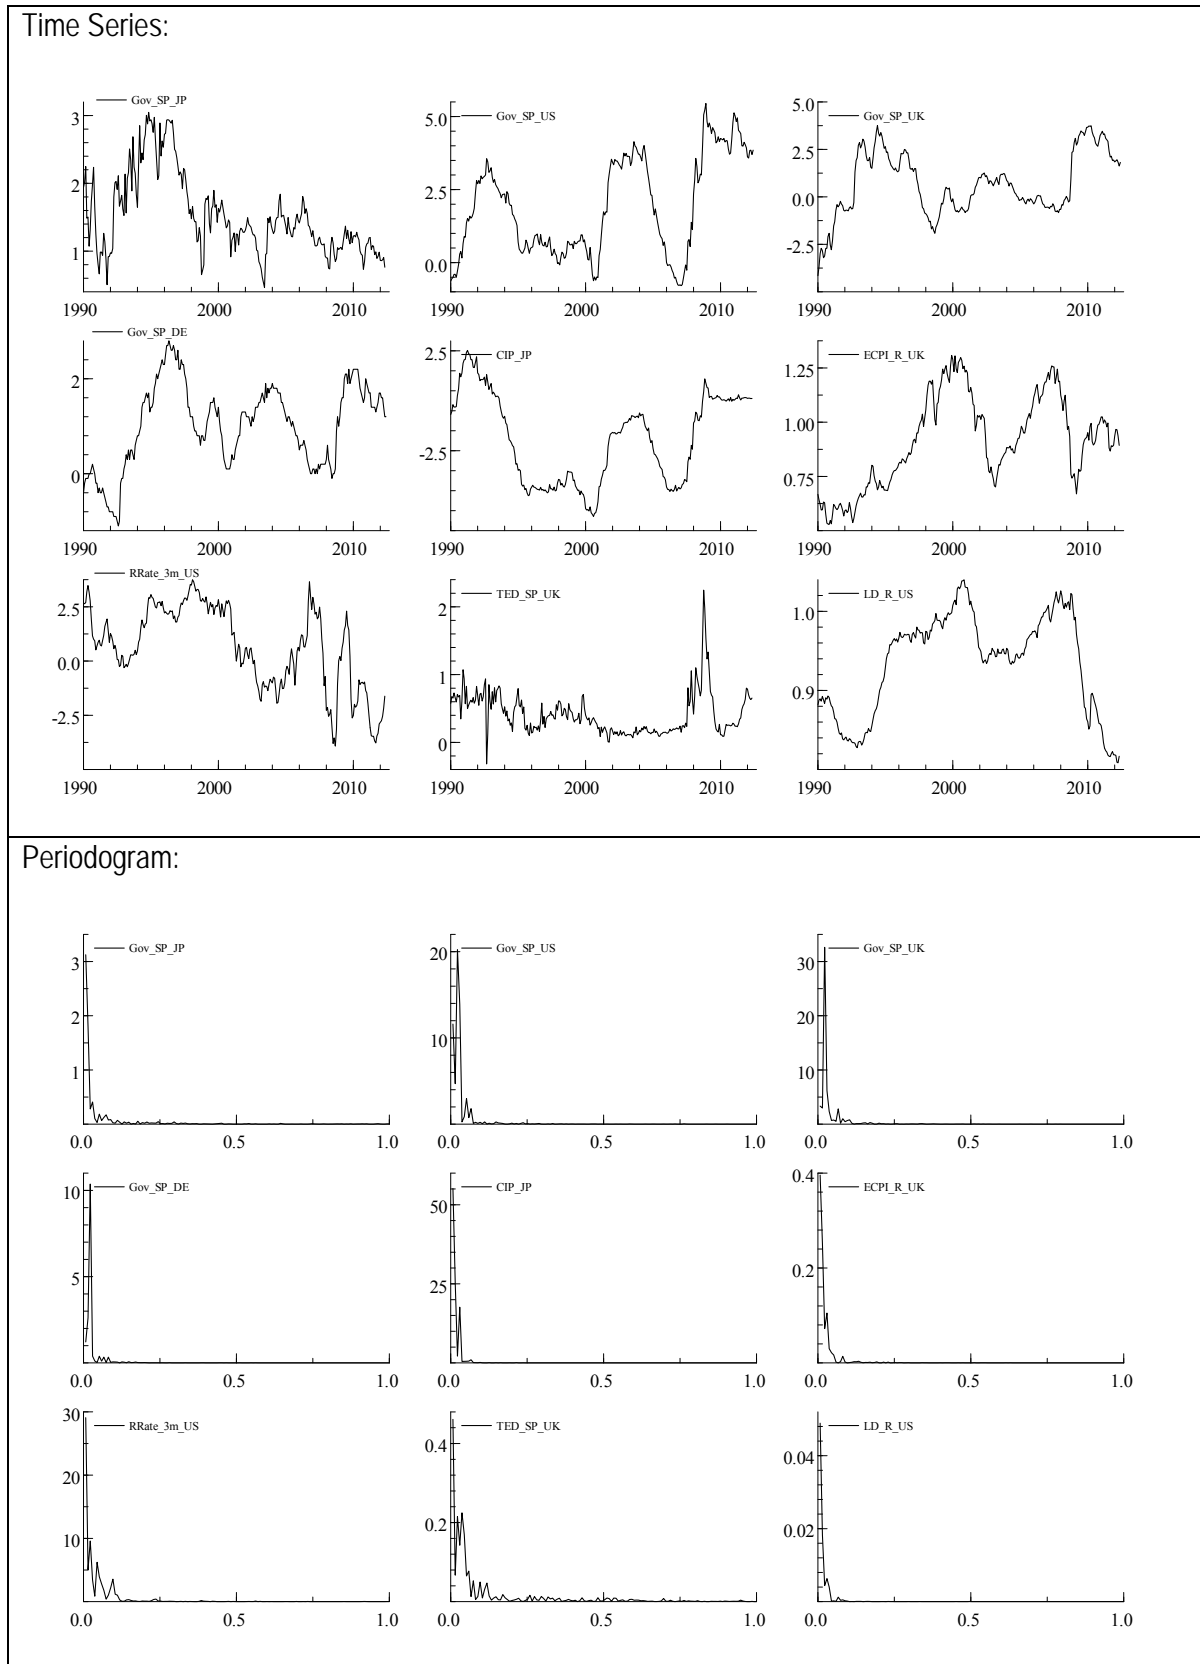 Time Series:
Gov_SP_JP
3
2
1
1990 2000 2010
Gov_SP_US
5.0
2.5
0.0
1990 2000 2010
Gov_SP_UK
5.0
2.5
0.0
-2.5
1990 2000 2010
Gov_SP_DE
2
0
1990 2000 2010
CIP_JP
2.5
-2.5
1990 2000 2010
ECPI_R_UK
1.25
1.00
0.75
1990 2000 2010
RRate_3m_US
2.5
0.0
-2.5
1990 2000 2010
TED_SP_UK
2
1
0
1990 2000 2010
LD_R_US
1.0
0.9
1990 2000 2010
Periodogram:
Gov_SP_JP
3
2
1
0.0 0.5 1.0
Gov_SP_US
20
10
0.0 0.5 1.0
Gov_SP_UK
30
20
10
0.0 0.5 1.0
Gov_SP_DE
10
5
0.0 0.5 1.0
CIP_JP
50
25
0.0 0.5 1.0
ECPI_R_UK
0.4
0.2
0.0 0.5 1.0
RRate_3m_US
30
20
10
0.0 0.5 1.0
TED_SP_UK
0.4
0.2
0.0 0.5 1.0
LD_R_US
0.04
0.02
0.0 0.5 1.0